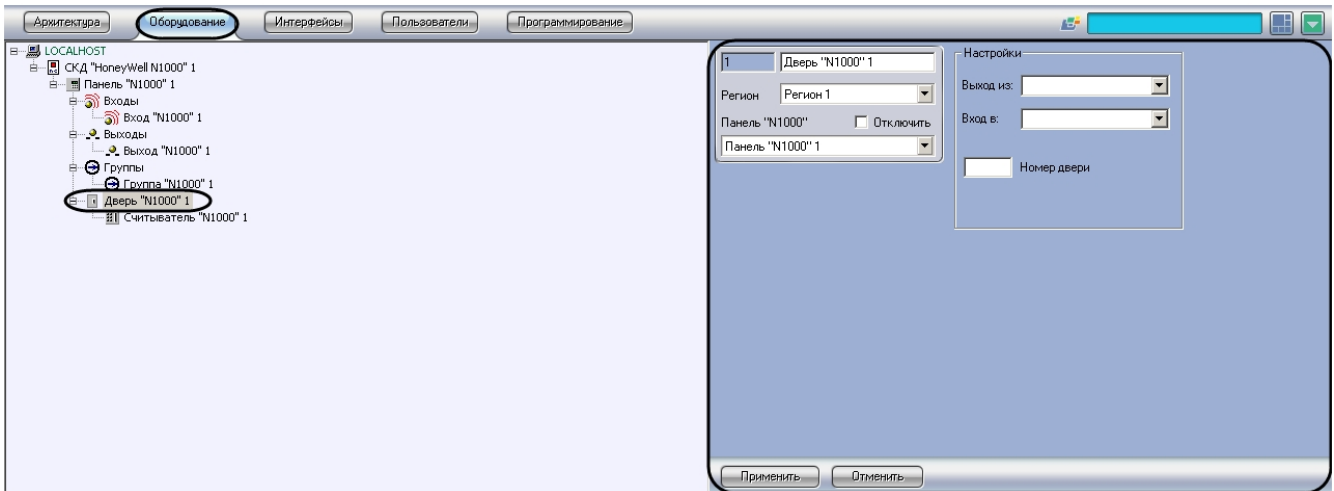 Архитектура Оборудование Интерфейсы Пользователи Программирование
LOCALHOST
СКД "HoneyWell N1000" 1
Панель "N1000" 1
Входы
Вход "N1000" 1
Выходы
Выход "N1000" 1
Группы
Группа "N1000" 1
Дверь "N1000" 1
Считыватель "N1000" 1
1 Дверь "N1000" 1
Регион Регион 1
Панель "N1000" Отключить
Панель "N1000" 1
Настройки
Выход из:
Вход в:
Номер двери
Применить Отменить